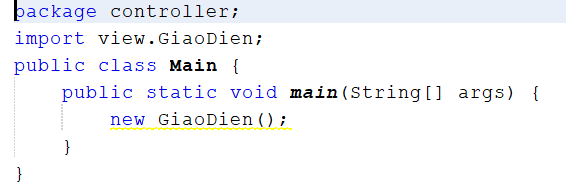 package controller;
import view.GiaoDien;
public class Main {
    public static void main(String[] args) {
        new GiaoDien();
    }
}